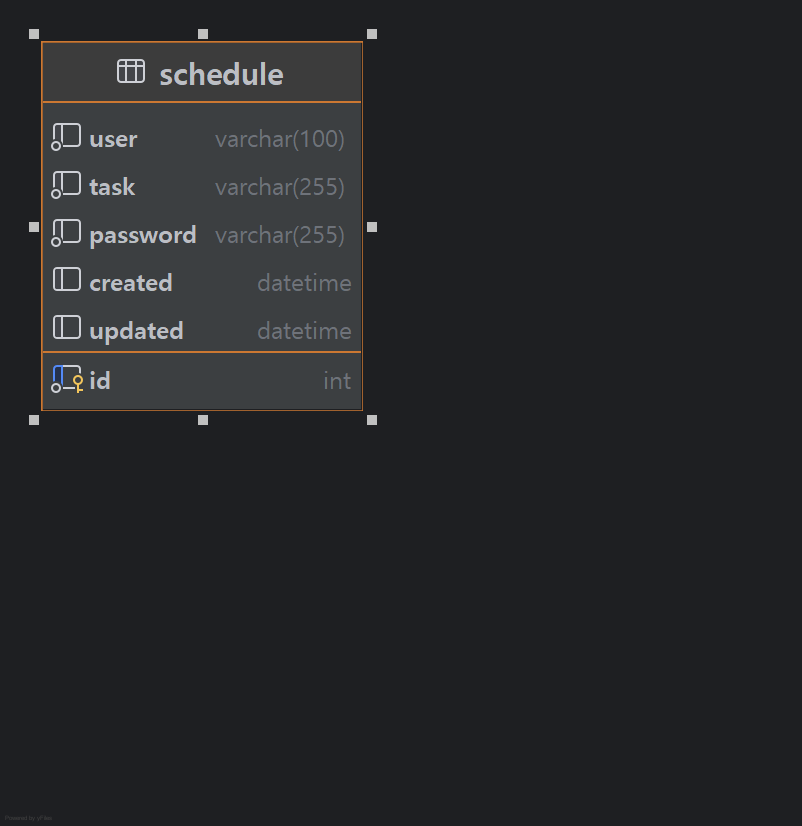 schedule
user varchar(100)
task varchar(255)
password varchar(255)
created datetime
updated datetime
id int
Powered by yFiles